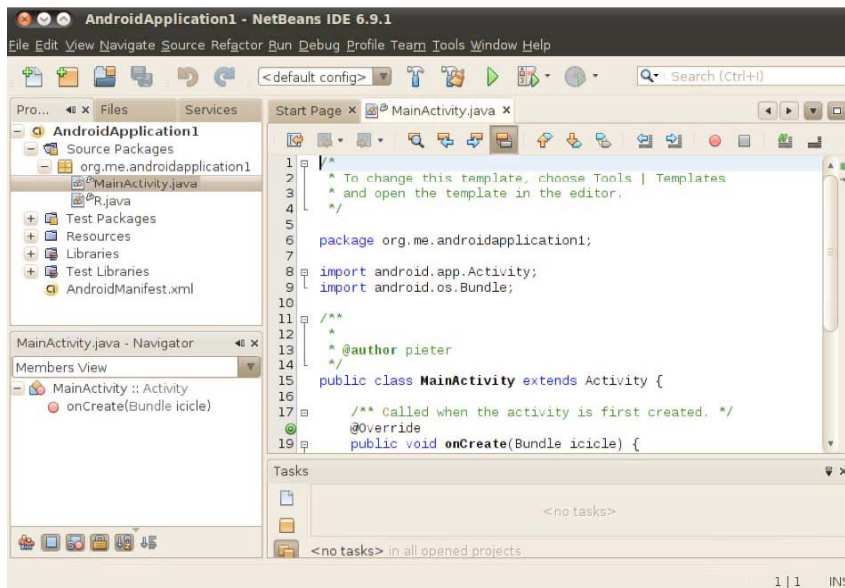 AndroidApplication1 - NetBeans IDE 6.9.1
File Edit View Navigate Source Refactor Run Debug Profile Team Tools Window Help
<default config>
Search (Ctrl+I)
Pro... Files Services
Start Page MainActivity.java
AndroidApplication1
Source Packages
org.me.androidapplication1
MainActivity.java
R.java
Test Packages
Resources
Libraries
Test Libraries
AndroidManifest.xml
MainActivity.java - Navigator
Members View
MainActivity :: Activity
onCreate(Bundle icicle)
1 /*
2 * To change this template, choose Tools | Templates
3 * and open the template in the editor.
4 */
5
6 package org.me.androidapplication1;
7
8 import android.app.Activity;
9 import android.os.Bundle;
10
11 /**
12 *
13 * @author pieter
14 */
15 public class MainActivity extends Activity {
16
17 /** Called when the activity is first created. */
@Override
19 public void onCreate(Bundle icicle) {
Tasks
<no tasks>
<no tasks> in all opened projects
1 | 1 INS